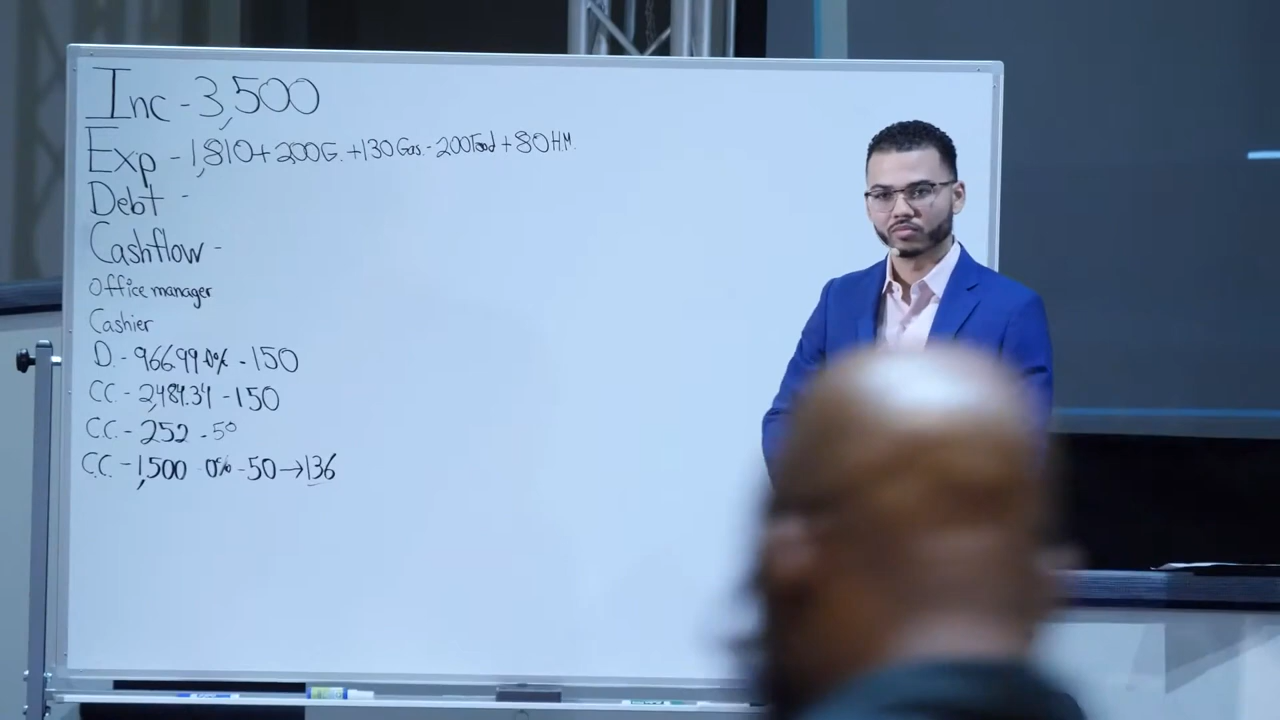 Inc - 3,500
Exp - 1,810 + 200G. + 130 Gas. - 200 Food + 80 H.M.
Debt -
Cashflow -
Office manager
Cashier
D. - 966.99 0% - 150
C.C. - 2,484.34 - 150
C.C. - 252 - 50
C.C. - 1,500 0% - 50 → 136